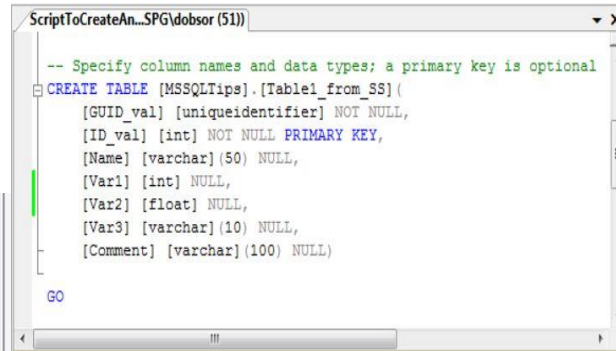 ScriptToCreateAn...SPG\dobsor (51))
-- Specify column names and data types; a primary key is optional
CREATE TABLE [MSSQLTips].[Table1_from_SS](
[GUID_val] [uniqueidentifier] NOT NULL,
[ID_val] [int] NOT NULL PRIMARY KEY,
[Name] [varchar](50) NULL,
[Var1] [int] NULL,
[Var2] [float] NULL,
[Var3] [varchar](10) NULL,
[Comment] [varchar](100) NULL)
GO